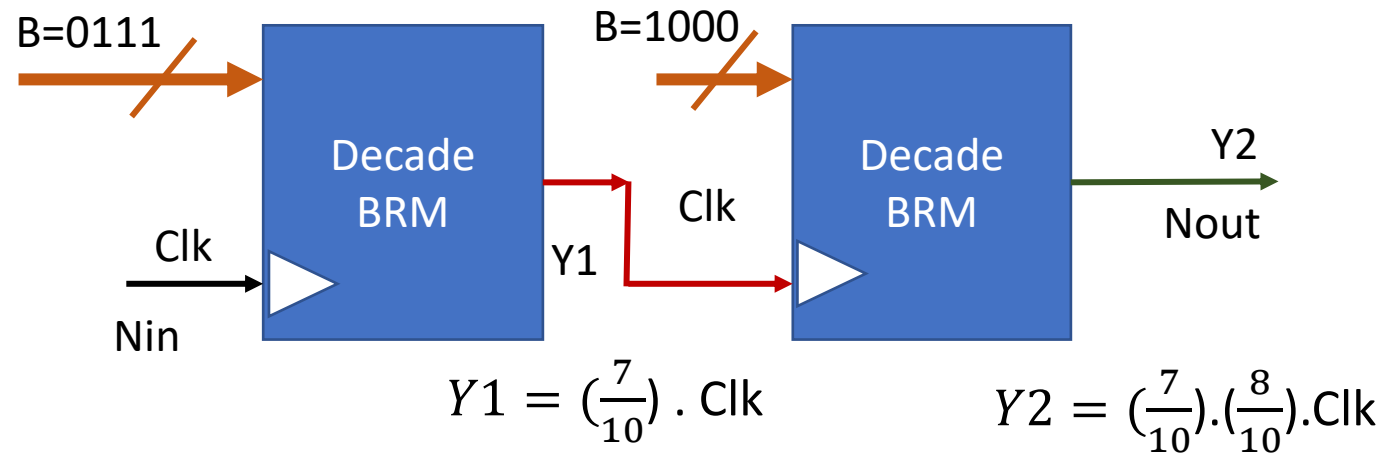 B=0111
B=1000
Decade
BRM
Decade
BRM
Y2
Clk
Clk
Y1
Nout
Nin
Y1 = (7/10) . Clk
Y2 = (7/10).(8/10).Clk